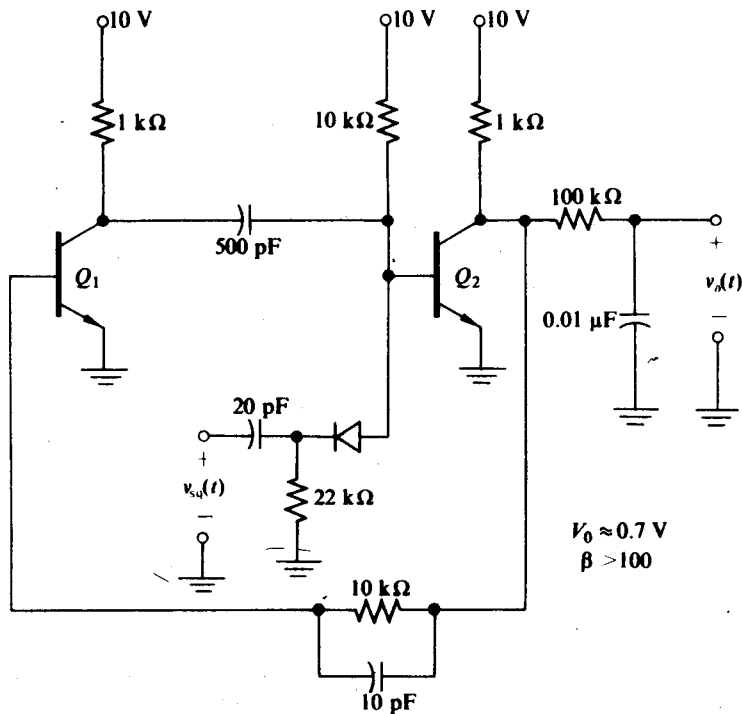 10 V
10 V
10 V
1 kΩ
10 kΩ
1 kΩ
100 kΩ
500 pF
Q1
Q2
+
vo(t)
−
0.01 μF
20 pF
+
vsq(t)
−
22 kΩ
V0 ≈ 0.7 V
β > 100
10 kΩ
10 pF